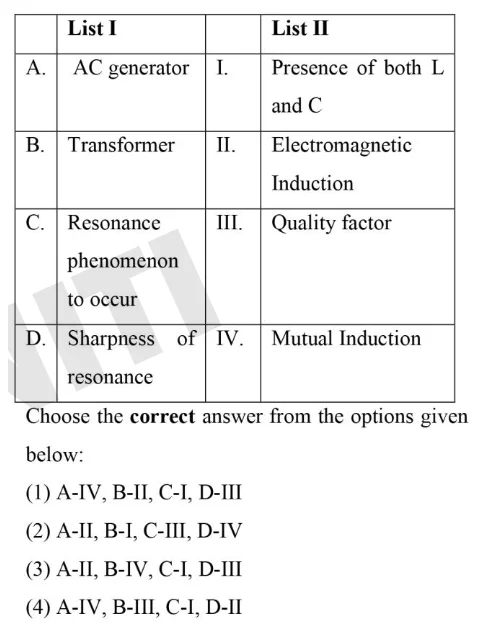 List I List II
A. AC generator I. Presence of both L
and C
B. Transformer II. Electromagnetic
Induction
C. Resonance III. Quality factor
phenomenon
to occur
D. Sharpness of IV. Mutual Induction
resonance
Choose the correct answer from the options given
below:
(1) A-IV, B-II, C-I, D-III
(2) A-II, B-I, C-III, D-IV
(3) A-II, B-IV, C-I, D-III
(4) A-IV, B-III, C-I, D-II